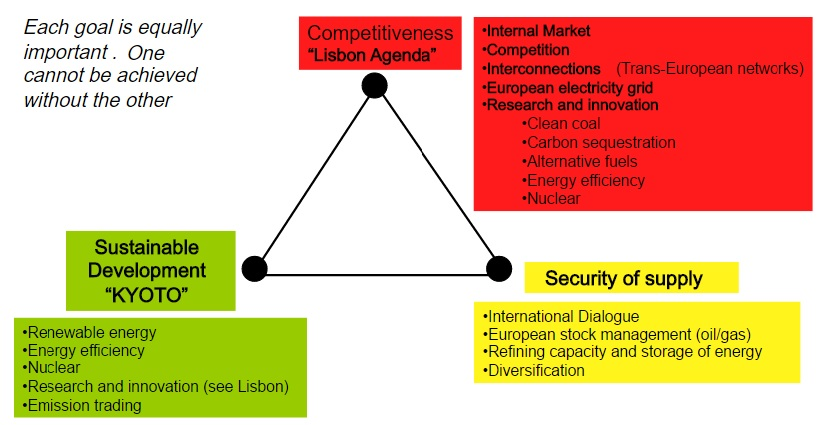 Each goal is equally
important . One
cannot be achieved
without the other
Competitiveness
“Lisbon Agenda”
•Internal Market
•Competition
•Interconnections (Trans-European networks)
•European electricity grid
•Research and innovation
•Clean coal
•Carbon sequestration
•Alternative fuels
•Energy efficiency
•Nuclear
Sustainable
Development
“KYOTO”
•Renewable energy
•Energy efficiency
•Nuclear
•Research and innovation (see Lisbon)
•Emission trading
Security of supply
•International Dialogue
•European stock management (oil/gas)
•Refining capacity and storage of energy
•Diversification